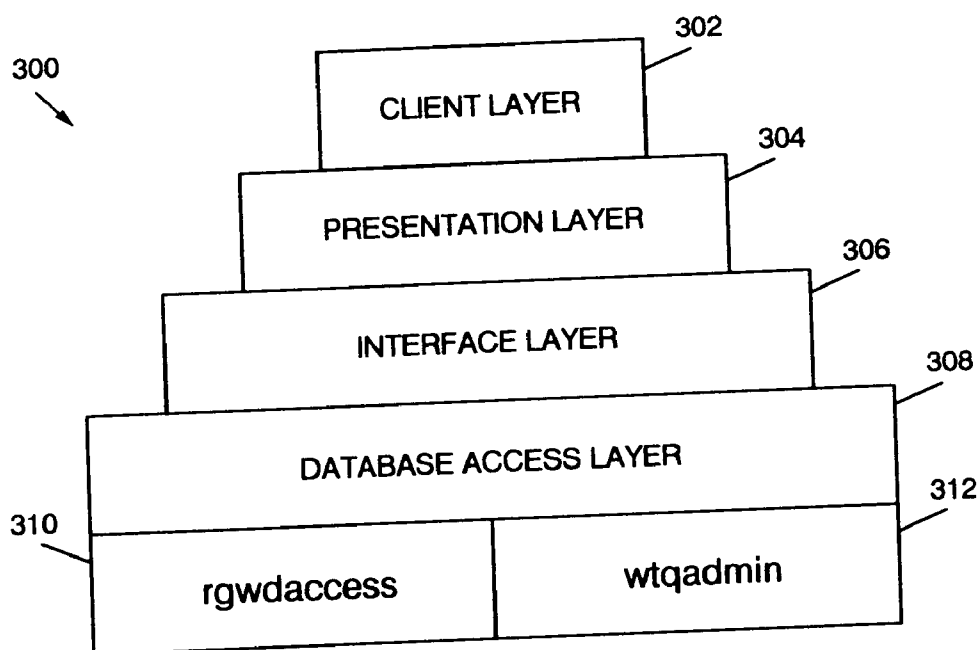 302
300
CLIENT LAYER
304
PRESENTATION LAYER
306
INTERFACE LAYER
308
DATABASE ACCESS LAYER
310
312
rgwdaccess
wtqadmin